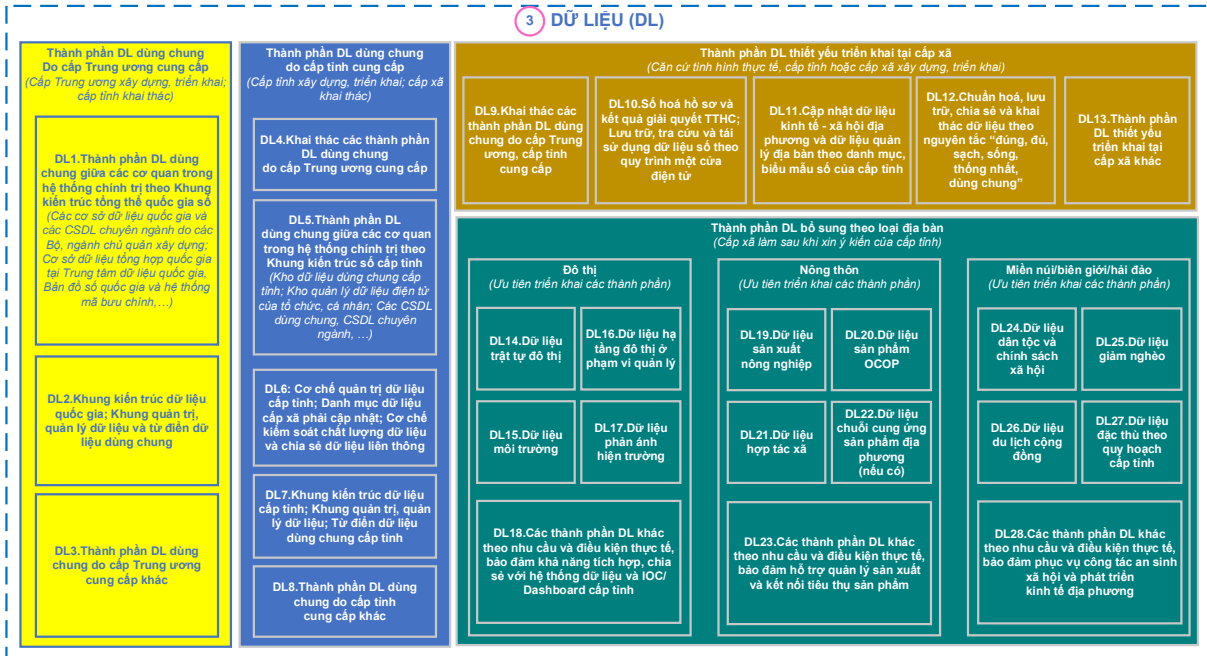 3 DỮ LIỆU (DL)
Thành phần DL dùng chung
Do cấp Trung ương cung cấp
(Cấp Trung ương xây dựng, triển khai;
cấp tỉnh khai thác)
DL1.Thành phần DL dùng
chung giữa các cơ quan trong
hệ thống chính trị theo Khung
kiến trúc tổng thể quốc gia số
(Các cơ sở dữ liệu quốc gia và
các CSDL chuyên ngành do các
Bộ, ngành chủ quản xây dựng;
Cơ sở dữ liệu tổng hợp quốc gia
tại Trung tâm dữ liệu quốc gia,
Bản đồ số quốc gia và hệ thống
mã bưu chính,…)
DL2.Khung kiến trúc dữ liệu
quốc gia; Khung quản trị,
quản lý dữ liệu và từ điển dữ
liệu dùng chung
DL3.Thành phần DL dùng
chung do cấp Trung ương
cung cấp khác
Thành phần DL dùng chung
do cấp tỉnh cung cấp
(Cấp tỉnh xây dựng, triển khai; cấp xã
khai thác)
DL4.Khai thác các thành phần
DL dùng chung
do cấp Trung ương cung cấp
DL5.Thành phần DL
dùng chung giữa các cơ quan
trong hệ thống chính trị theo
Khung kiến trúc số cấp tỉnh
(Kho dữ liệu dùng chung cấp
tỉnh; Kho quản lý dữ liệu điện tử
của tổ chức, cá nhân; Các CSDL
dùng chung, CSDL chuyên
ngành, …)
DL6: Cơ chế quản trị dữ liệu
cấp tỉnh; Danh mục dữ liệu
cấp xã phải cập nhật; Cơ chế
kiểm soát chất lượng dữ liệu
và chia sẻ dữ liệu liên thông
DL7.Khung kiến trúc dữ liệu
cấp tỉnh; Khung quản trị, quản
lý dữ liệu; Từ điển dữ liệu
dùng chung cấp tỉnh
DL8.Thành phần DL dùng
chung do cấp tỉnh
cung cấp khác
Thành phần DL thiết yếu triển khai tại cấp xã
(Căn cứ tình hình thực tế, cấp tỉnh hoặc cấp xã xây dựng, triển khai)
DL9.Khai thác các
thành phần DL dùng
chung do cấp Trung
ương, cấp tỉnh
cung cấp
DL10.Số hoá hồ sơ và
kết quả giải quyết TTHC;
Lưu trữ, tra cứu và tái
sử dụng dữ liệu số theo
quy trình một cửa
điện tử
DL11.Cập nhật dữ liệu
kinh tế - xã hội địa
phương và dữ liệu quản
lý địa bàn theo danh mục,
biểu mẫu số của cấp tỉnh
DL12.Chuẩn hoá, lưu
trữ, chia sẻ và khai
thác dữ liệu theo
nguyên tắc “đúng, đủ,
sạch, sống,
thống nhất,
dùng chung”
DL13.Thành phần
DL thiết yếu
triển khai tại
cấp xã khác
Thành phần DL bổ sung theo loại địa bàn
(Cấp xã làm sau khi xin ý kiến của cấp tỉnh)
Đô thị
(Ưu tiên triển khai các thành phần)
DL14.Dữ liệu
trật tự đô thị
DL16.Dữ liệu hạ
tầng đô thị ở
phạm vi quản lý
DL15.Dữ liệu
môi trường
DL17.Dữ liệu
phản ánh
hiện trường
DL18.Các thành phần DL khác
theo nhu cầu và điều kiện thực tế,
bảo đảm khả năng tích hợp, chia
sẻ với hệ thống dữ liệu và IOC/
Dashboard cấp tỉnh
Nông thôn
(Ưu tiên triển khai các thành phần)
DL19.Dữ liệu
sản xuất
nông nghiệp
DL20.Dữ liệu
sản phẩm
OCOP
DL21.Dữ liệu
hợp tác xã
DL22.Dữ liệu
chuỗi cung ứng
sản phẩm địa
phương
(nếu có)
DL23.Các thành phần DL khác
theo nhu cầu và điều kiện thực tế,
bảo đảm hỗ trợ quản lý sản xuất
và kết nối tiêu thụ sản phẩm
Miền núi/biên giới/hải đảo
(Ưu tiên triển khai các thành phần)
DL24.Dữ liệu
dân tộc và
chính sách
xã hội
DL25.Dữ liệu
giảm nghèo
DL26.Dữ liệu
du lịch cộng
đồng
DL27.Dữ liệu
đặc thù theo
quy hoạch
cấp tỉnh
DL28.Các thành phần DL khác
theo nhu cầu và điều kiện thực tế,
bảo đảm phục vụ công tác an sinh
xã hội và phát triển
kinh tế địa phương